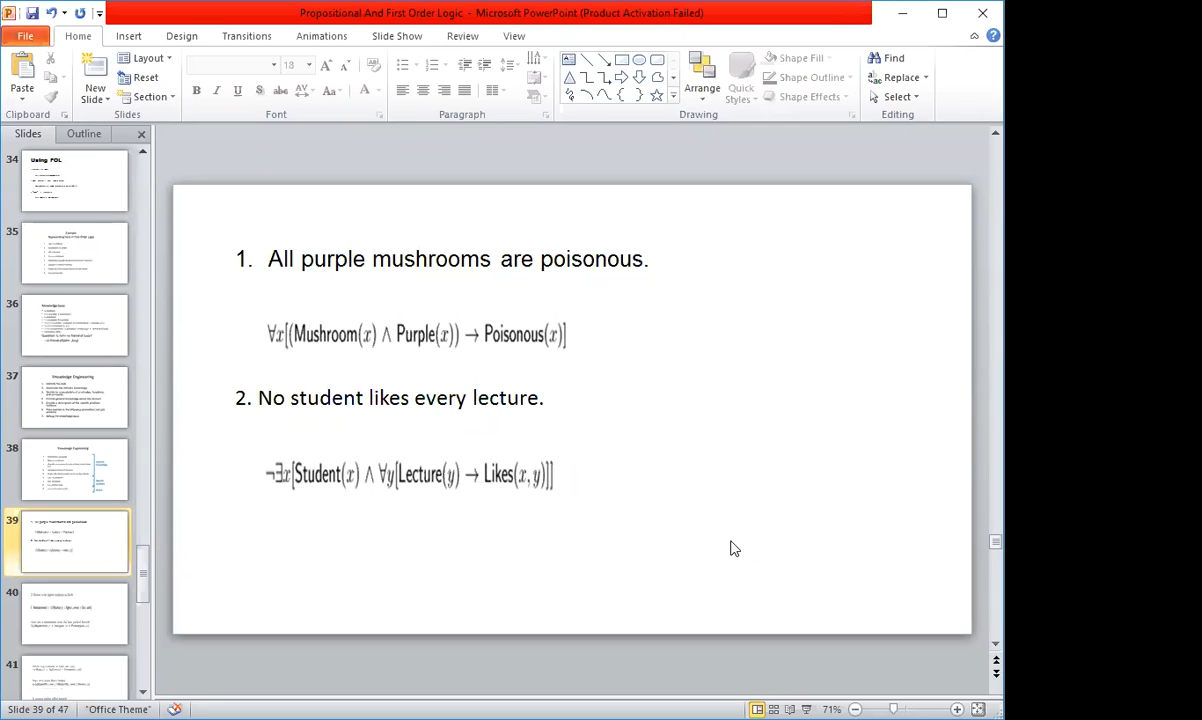 Propositional And First Order Logic - Microsoft PowerPoint (Product Activation Failed)
File Home Insert Design Transitions Animations Slide Show Review View
Paste
Clipboard
New Slide
Layout
Reset
Section
Slides
18
B I U S abc AV Aa A
Font
Paragraph
Arrange
Quick Styles
Shape Fill
Shape Outline
Shape Effects
Drawing
Find
Replace
Select
Editing
Slides Outline
34
Using FOL
35
36
37
Knowledge Engineering
38
Knowledge Engineering
39
40
41
1. All purple mushrooms are poisonous.
∀x[(Mushroom(x) ∧ Purple(x)) → Poisonous(x)]
2. No student likes every lecture.
¬∃x[Student(x) ∧ ∀y[Lecture(y) → Likes(x, y)]]
Slide 39 of 47 "Office Theme" 71%